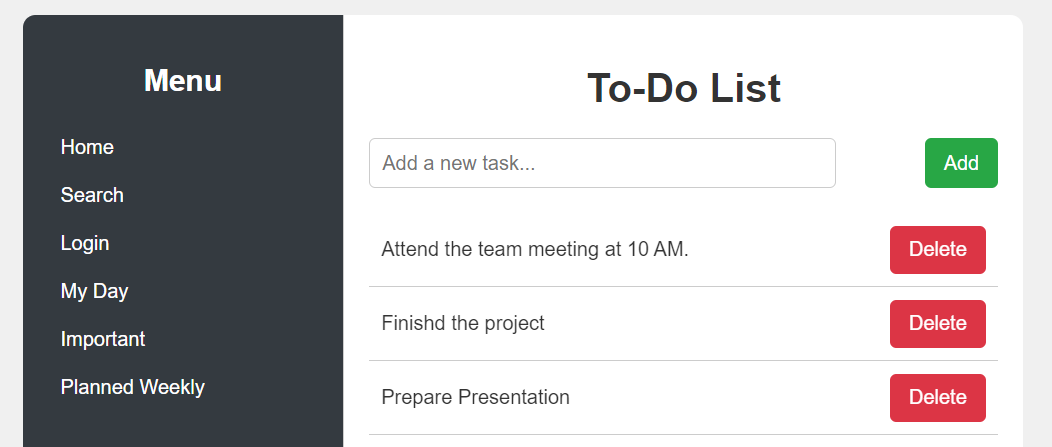 Menu
Home
Search
Login
My Day
Important
Planned Weekly
To-Do List
Add a new task...
Add
Attend the team meeting at 10 AM.
Delete
Finishd the project
Delete
Prepare Presentation
Delete